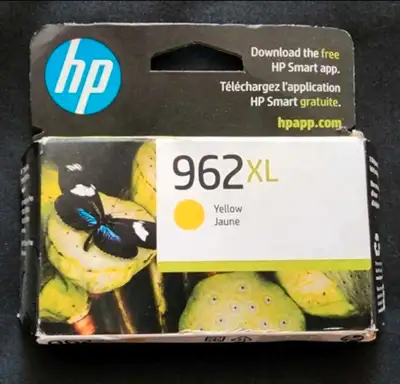 hp
Download the free
HP Smart app.
Téléchargez l'application
HP Smart gratuite.
hpapp.com
962XL
Yellow
Jaune